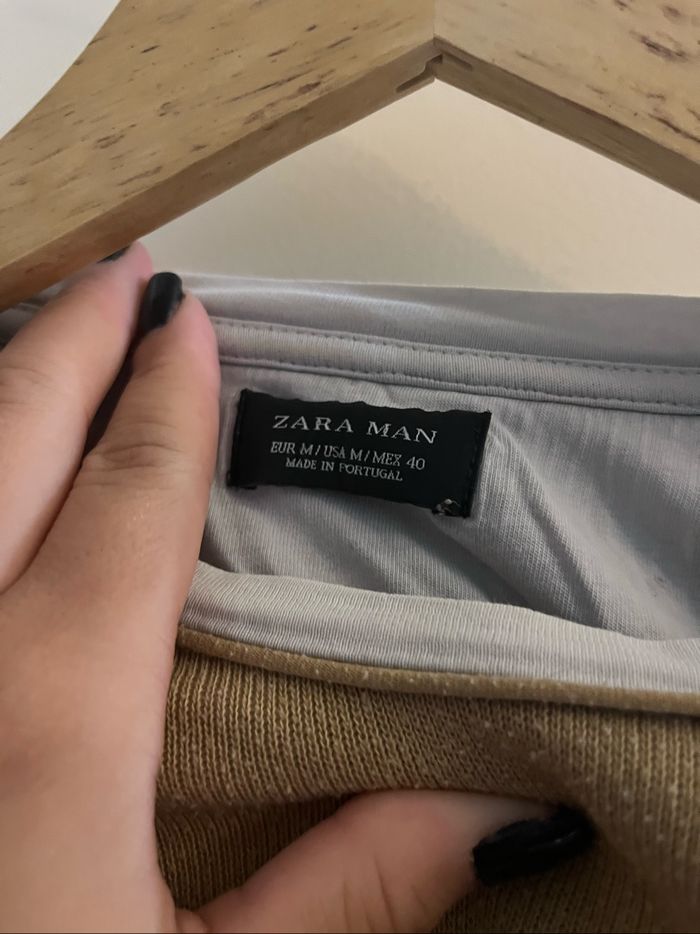 ZARA MAN
EUR M / USA M / MEX 40
MADE IN PORTUGAL